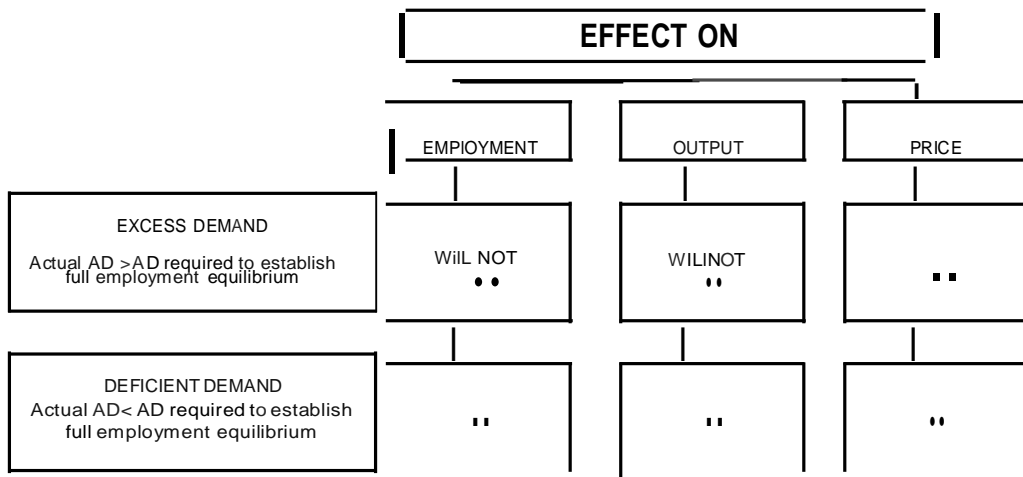 EFFECT ON
EMPIOYMENT
OUTPUT
PRICE
EXCESS DEMAND
Actual AD >AD required to establish
full employment equilibrium
WilL NOT
WILINOT
DEFICIENT DEMAND
Actual AD< AD required to establish
full employment equilibrium